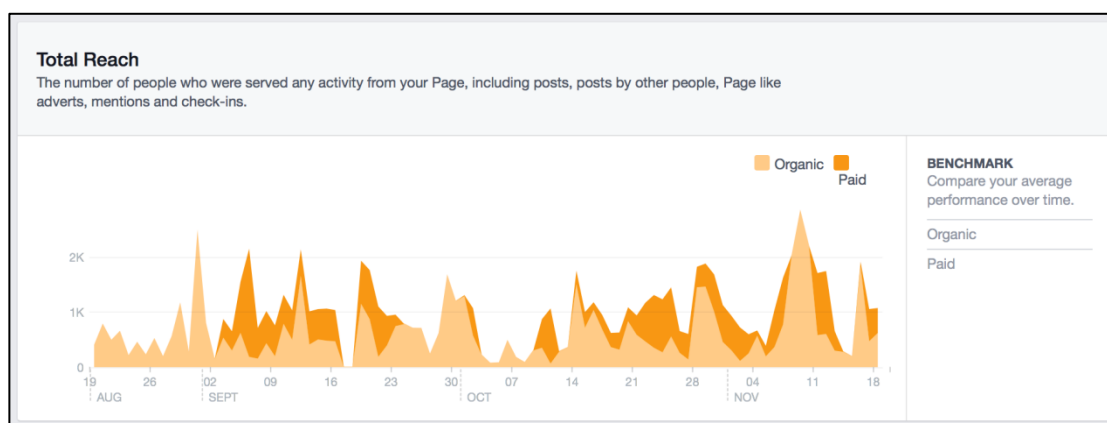 Total Reach
The number of people who were served any activity from your Page, including posts, posts by other people, Page like
adverts, mentions and check-ins.
Organic
Paid
BENCHMARK
Compare your average
performance over time.
Organic
Paid
2K
1K
0
19 26 02 09 16 23 30 07 14 21 28 04 11 18
AUG SEPT OCT NOV